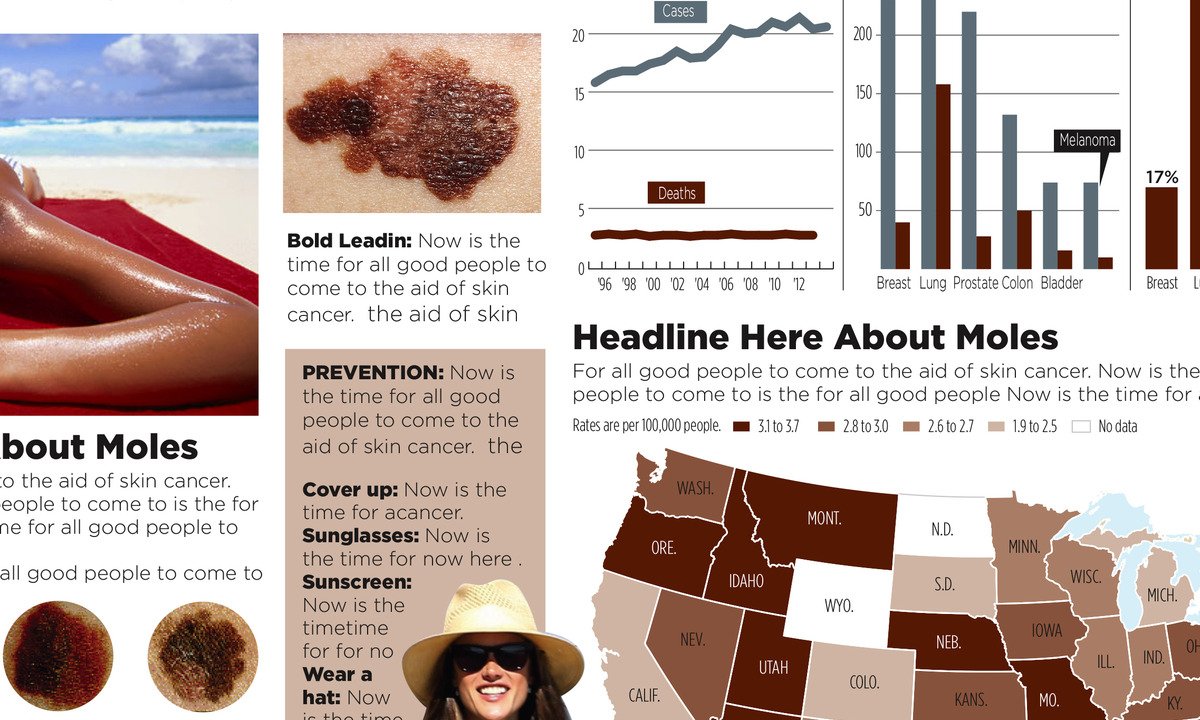 bout Moles
to the aid of skin cancer.
eople to come to is the for
me for all good people to
all good people to come to
Bold Leadin: Now is the
time for all good people to
come to the aid of skin
cancer. the aid of skin
PREVENTION: Now is
the time for all good
people to come to the
aid of skin cancer. the
Cover up: Now is the
time for acancer.
Sunglasses: Now is
the time for now here .
Sunscreen:
Now is the
timetime
for for no
Wear a
hat: Now
is the time
Cases
20
15
10
5
0
Deaths
'96 '98 '00 '02 '04 '06 '08 '10 '12
200
150
100
50
Melanoma
Breast Lung Prostate Colon Bladder
17%
Breast
Headline Here About Moles
For all good people to come to the aid of skin cancer. Now is the
people to come to is the for all good people Now is the time for
Rates are per 100,000 people. 3.1 to 3.7 2.8 to 3.0 2.6 to 2.7 1.9 to 2.5 No data
WASH.
MONT.
N.D.
MINN.
ORE.
IDAHO
S.D.
WISC.
MICH.
WYO.
NEB.
IOWA
NEV.
UTAH
COLO.
ILL.
IND.
OH
CALIF.
KANS.
MO.
KY.